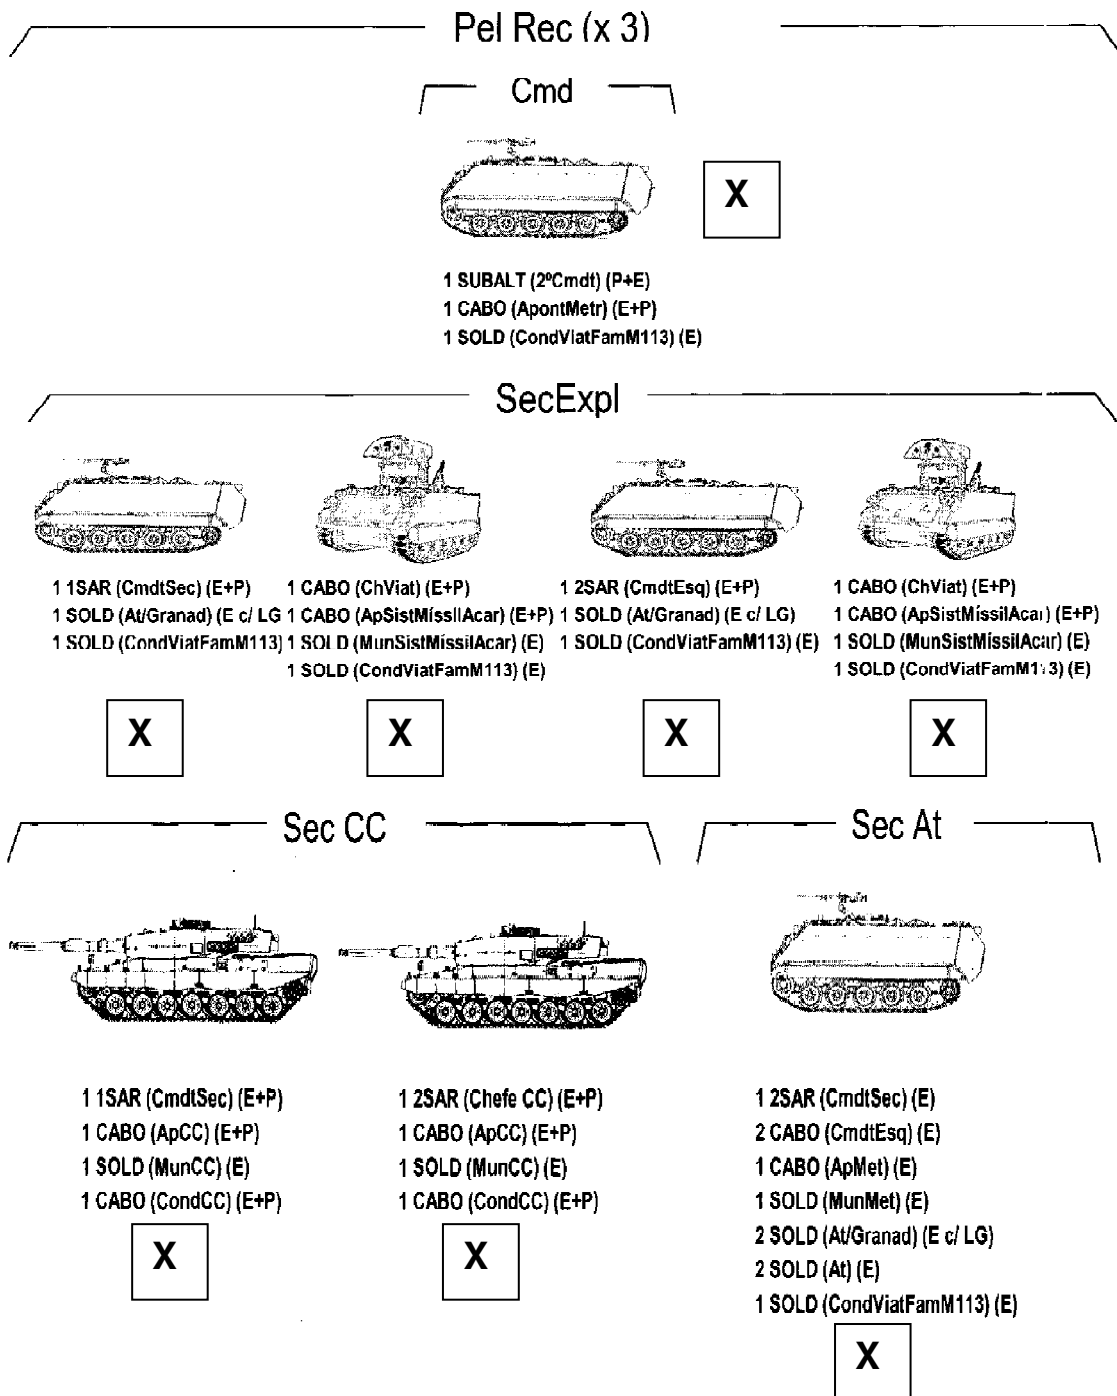 Pel Rec (x 3)
Cmd
X
1 SUBALT (2ºCmdt) (P+E)
1 CABO (ApontMetr) (E+P)
1 SOLD (CondViatFamM113) (E)
SecExpl
1 1SAR (CmdtSec) (E+P)
1 SOLD (At/Granad) (E c/ LG
1 SOLD (CondViatFamM113)
X
1 CABO (ChViat) (E+P)
1 CABO (ApSistMíssilAcar) (E+P)
1 SOLD (MunSistMíssilAcar) (E)
1 SOLD (CondViatFamM113) (E)
X
1 2SAR (CmdtEsq) (E+P)
1 SOLD (At/Granad) (E c/ LG)
1 SOLD (CondViatFamM113) (E)
X
1 CABO (ChViat) (E+P)
1 CABO (ApSistMíssilAcar) (E+P)
1 SOLD (MunSistMíssilAcar) (E)
1 SOLD (CondViatFamM113) (E)
X
Sec CC
1 1SAR (CmdtSec) (E+P)
1 CABO (ApCC) (E+P)
1 SOLD (MunCC) (E)
1 CABO (CondCC) (E+P)
X
1 2SAR (Chefe CC) (E+P)
1 CABO (ApCC) (E+P)
1 SOLD (MunCC) (E)
1 CABO (CondCC) (E+P)
X
Sec At
1 2SAR (CmdtSec) (E)
2 CABO (CmdtEsq) (E)
1 CABO (ApMet) (E)
1 SOLD (MunMet) (E)
2 SOLD (At/Granad) (E c/ LG)
2 SOLD (At) (E)
1 SOLD (CondViatFamM113) (E)
X